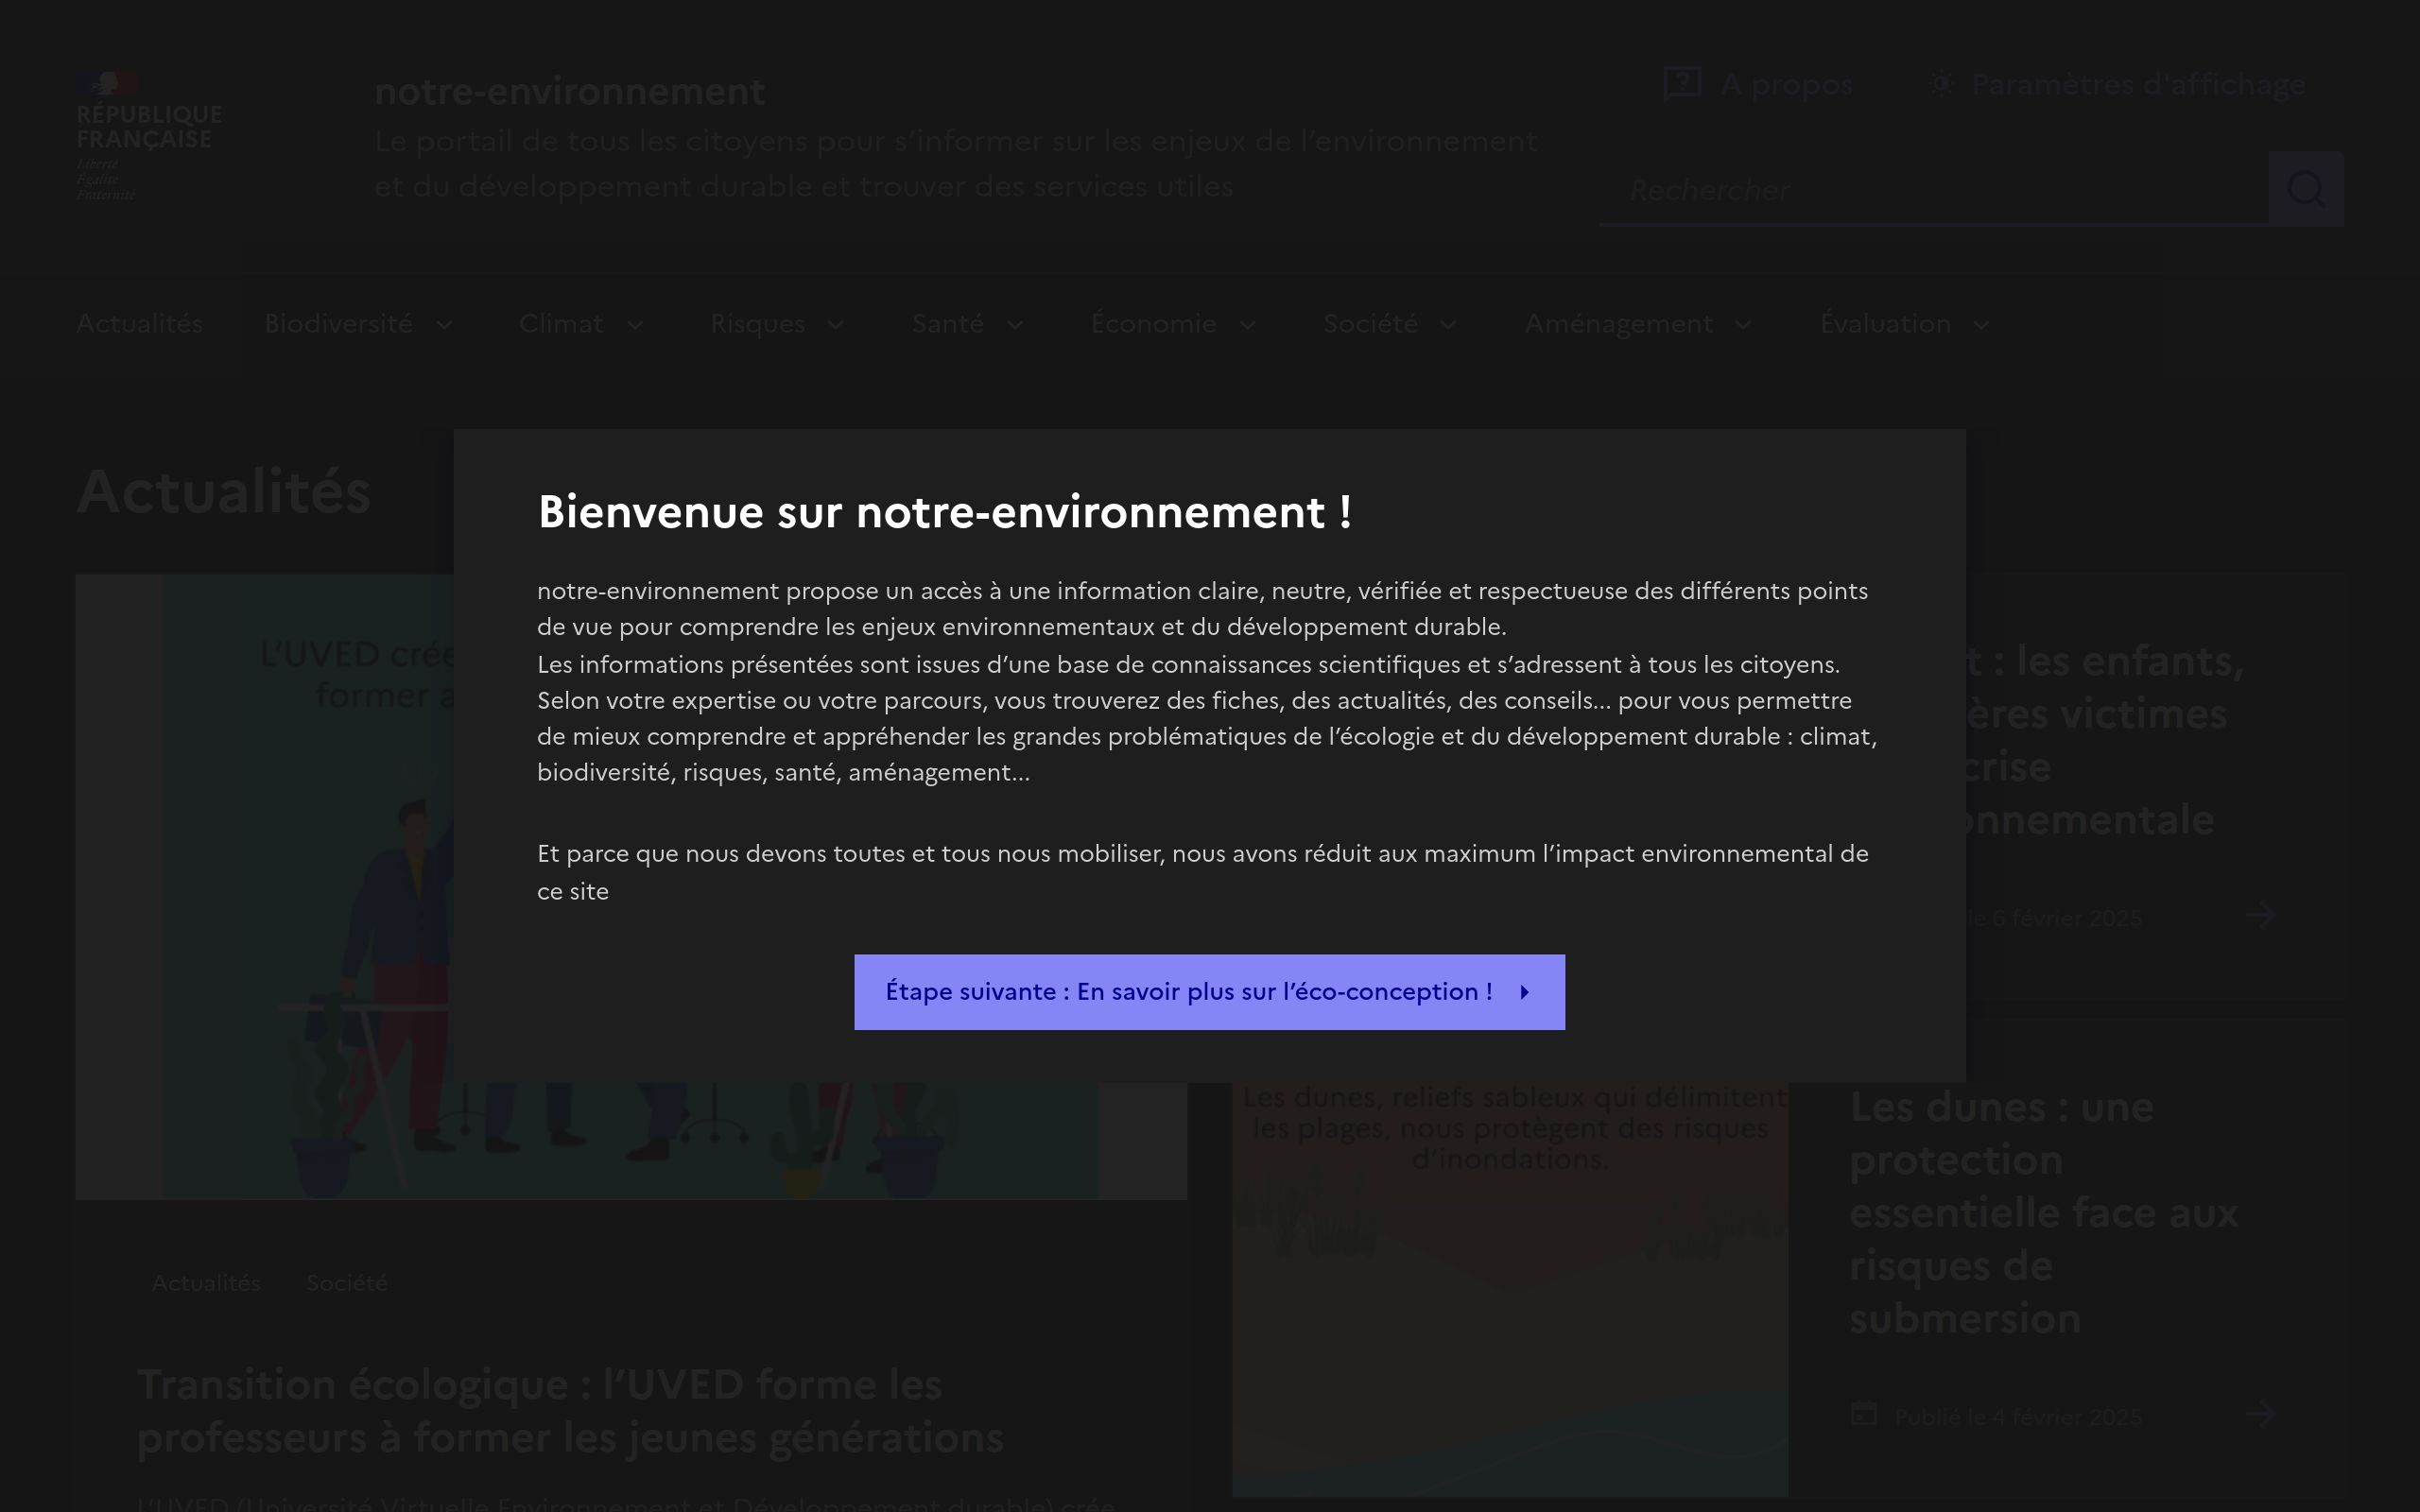 RÉPUBLIQUE
FRANÇAISE
Liberté
Égalité
Fraternité
notre-environnement
Le portail de tous les citoyens pour s’informer sur les enjeux de l’environnement
et du développement durable et trouver des services utiles
A propos
Paramètres d'affichage
Rechercher
Actualités Biodiversité Climat Risques Santé Économie Société Aménagement Évaluation
Actualités
Bienvenue sur notre-environnement !
notre-environnement propose un accès à une information claire, neutre, vérifiée et respectueuse des différents points
de vue pour comprendre les enjeux environnementaux et du développement durable.
Les informations présentées sont issues d’une base de connaissances scientifiques et s’adressent à tous les citoyens.
Selon votre expertise ou votre parcours, vous trouverez des fiches, des actualités, des conseils... pour vous permettre
de mieux comprendre et appréhender les grandes problématiques de l’écologie et du développement durable : climat,
biodiversité, risques, santé, aménagement...
Et parce que nous devons toutes et tous nous mobiliser, nous avons réduit aux maximum l’impact environnemental de
ce site
Étape suivante : En savoir plus sur l’éco-conception !
L’UVED crée
former a
t : les enfants,
ères victimes
crise
onnementale
le 6 février 2025
Les dunes, reliefs sableux qui délimitent
les plages, nous protègent des risques
d’inondations.
Les dunes : une
protection
essentielle face aux
risques de
submersion
Publié le 4 février 2025
Actualités Société
Transition écologique : l’UVED forme les
professeurs à former les jeunes générations
L’UVED (Université Virtuelle Environnement et Développement durable) crée